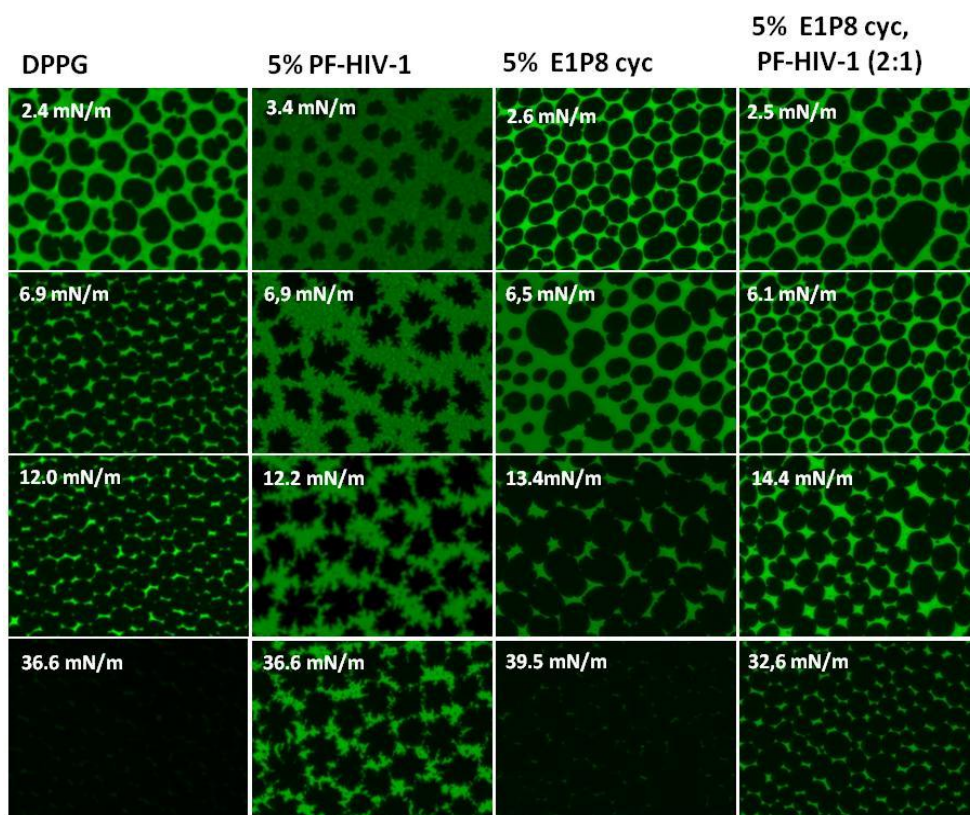 DPPG
5% PF-HIV-1
5% E1P8 cyc
5% E1P8 cyc,
PF-HIV-1 (2:1)
2.4 mN/m
3.4 mN/m
2.6 mN/m
2.5 mN/m
6.9 mN/m
6,9 mN/m
6,5 mN/m
6.1 mN/m
12.0 mN/m
12.2 mN/m
13.4mN/m
14.4 mN/m
36.6 mN/m
36.6 mN/m
39.5 mN/m
32,6 mN/m